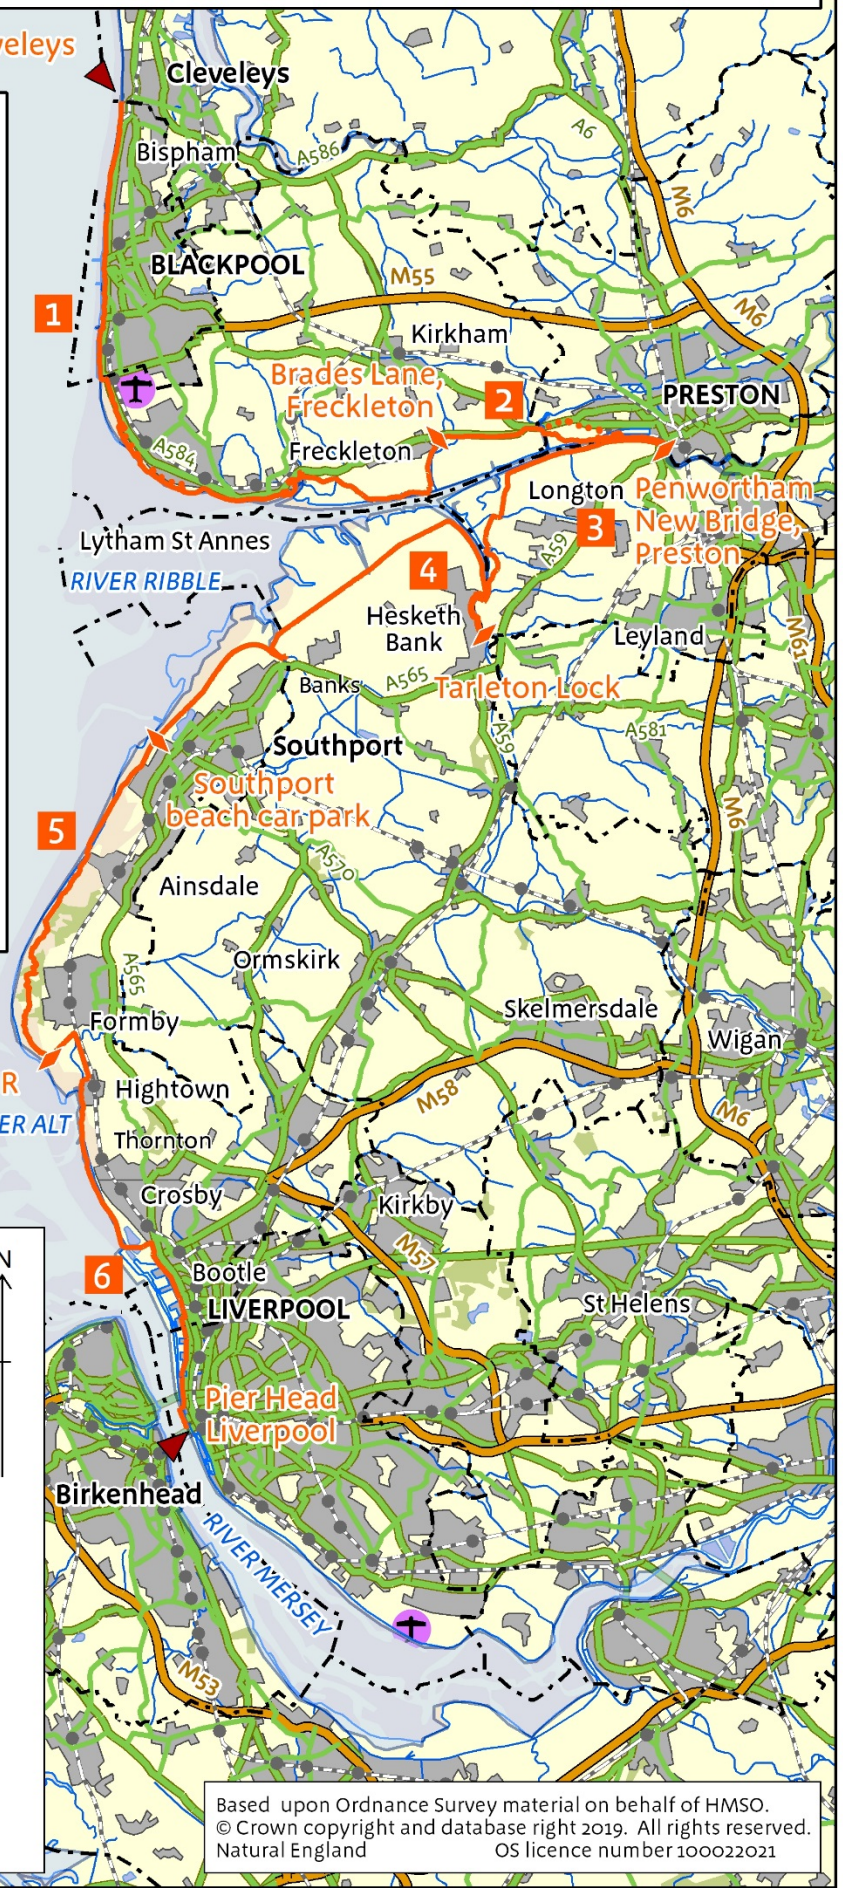 veleys
Cleveleys
Bispham
A586
A6
M6
BLACKPOOL
M55
1
M6
Kirkham
Brades Lane,
Freckleton
2
PRESTON
A584
Freckleton
Longton
Penwortham
New Bridge,
Preston
3
A59
Lytham St Annes
RIVER RIBBLE
4
Hesketh
Bank
Leyland
M61
Banks
A565
Tarleton Lock
A59
A581
Southport
Southport
beach car park
M6
5
A570
Ainsdale
A565
Ormskirk
Formby
Skelmersdale
Wigan
R
Hightown
M58
M6
ER ALT
Thornton
Crosby
Kirkby
N
M57
6
Bootle
LIVERPOOL
St Helens
Pier Head
Liverpool
Birkenhead
RIVER MERSEY
M53
Based upon Ordnance Survey material on behalf of HMSO.
© Crown copyright and database right 2019. All rights reserved.
Natural England OS licence number 100022021